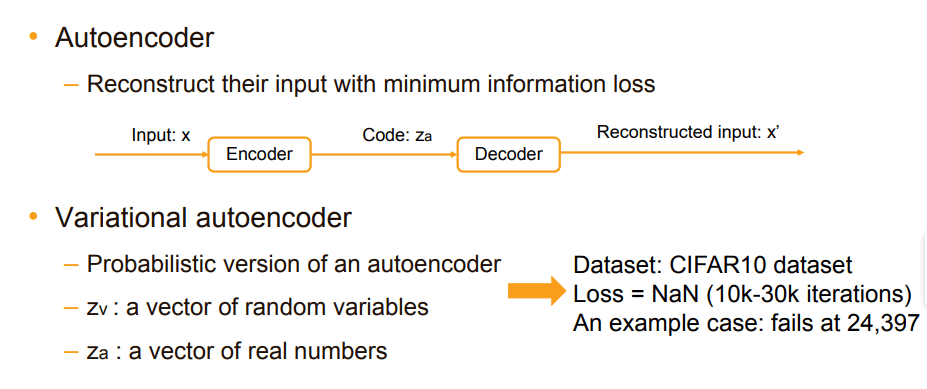 • Autoencoder
– Reconstruct their input with minimum information loss
Input: x
Code: za
Reconstructed input: x’
Encoder
Decoder
• Variational autoencoder
– Probabilistic version of an autoencoder
– zv : a vector of random variables
– za : a vector of real numbers
Dataset: CIFAR10 dataset
Loss = NaN (10k-30k iterations)
An example case: fails at 24,397